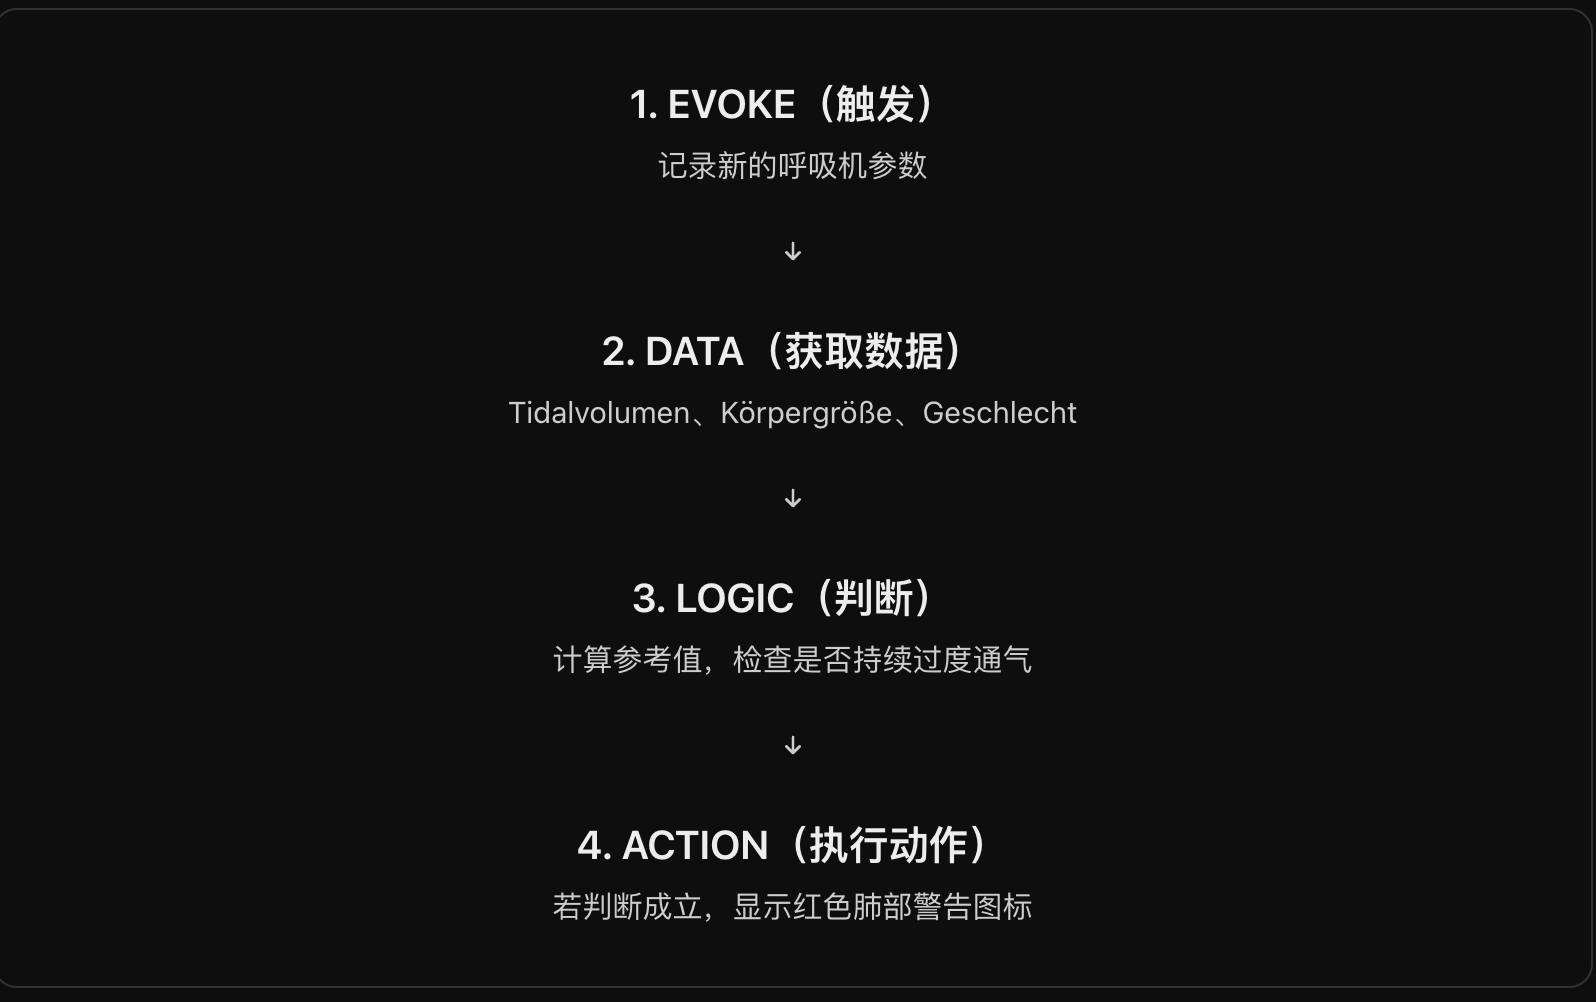 1. EVOKE（触发）
记录新的呼吸机参数
↓
2. DATA（获取数据）
Tidalvolumen、Körpergröße、Geschlecht
↓
3. LOGIC（判断）
计算参考值，检查是否持续过度通气
↓
4. ACTION（执行动作）
若判断成立，显示红色肺部警告图标